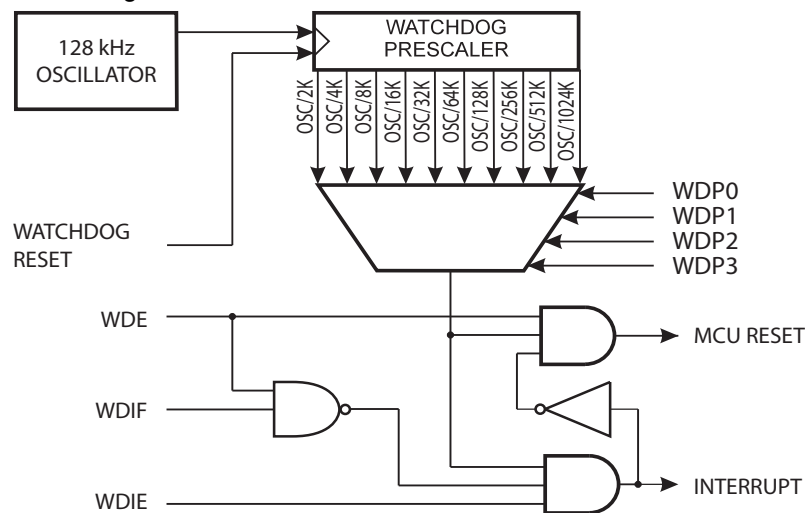 128 kHz
OSCILLATOR
WATCHDOG
PRESCALER
OSC/2K
OSC/4K
OSC/8K
OSC/16K
OSC/32K
OSC/64K
OSC/128K
OSC/256K
OSC/512K
OSC/1024K
WDP0
WDP1
WDP2
WDP3
WATCHDOG
RESET
WDE
MCU RESET
WDIF
WDIE
INTERRUPT